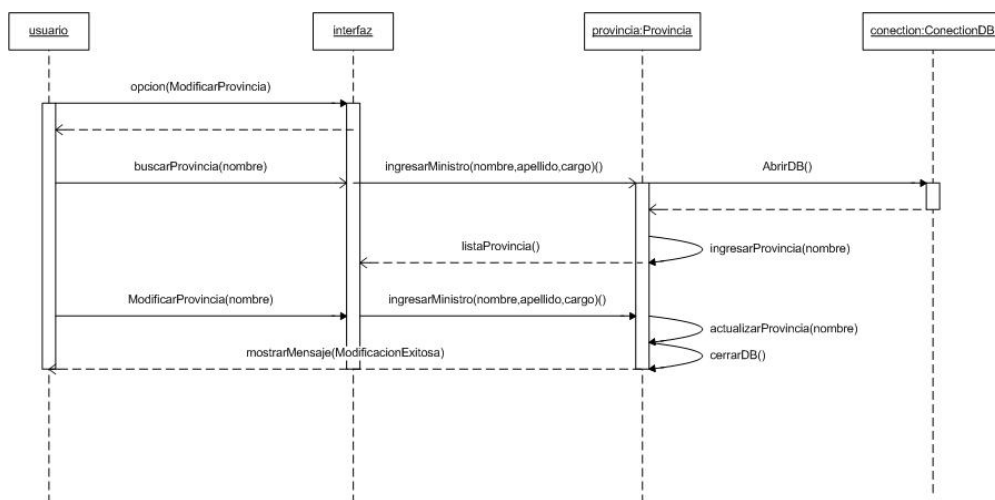 usuario
interfaz
provincia:Provincia
conection:ConectionDB
opcion(ModificarProvincia)
buscarProvincia(nombre)
ingresarMinistro(nombre,apellido,cargo)()
AbrirDB()
listaProvincia()
ingresarProvincia(nombre)
ModificarProvincia(nombre)
ingresarMinistro(nombre,apellido,cargo)()
actualizarProvincia(nombre)
mostrarMensaje(ModificacionExitosa)
cerrarDB()